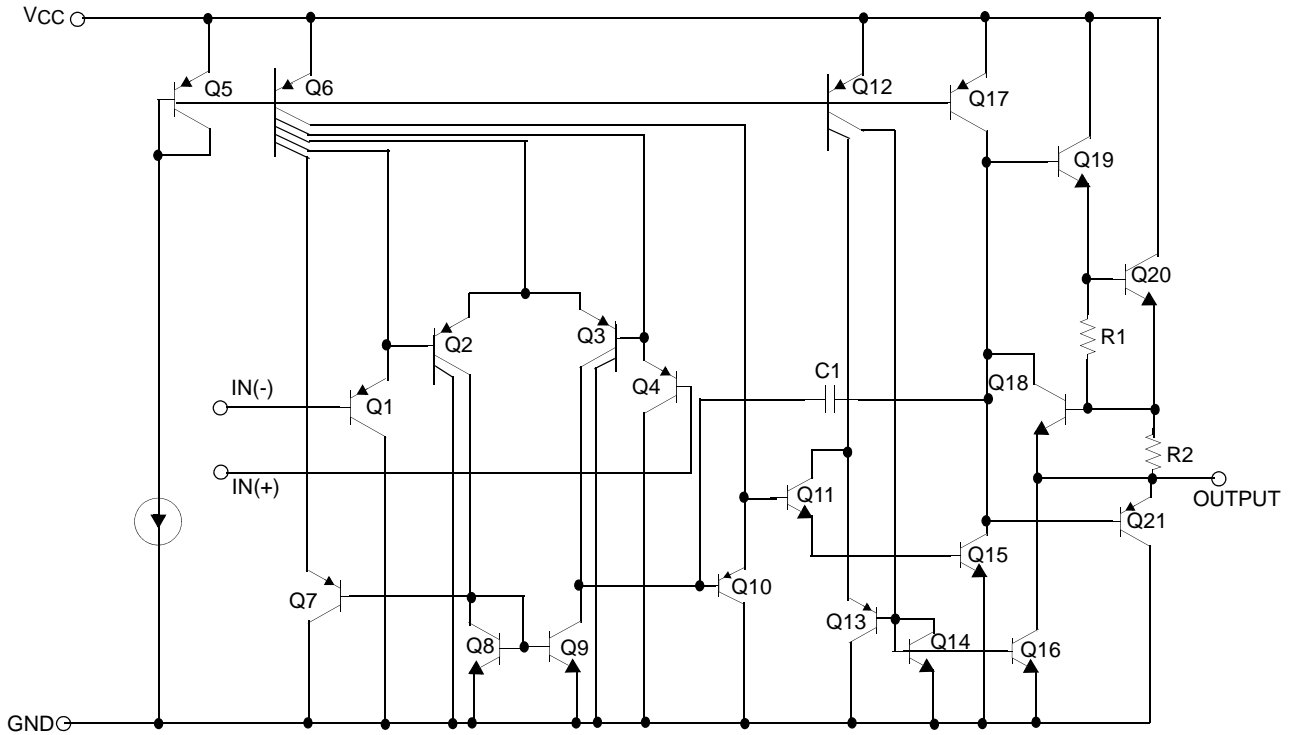 VCC
Q5
Q6
Q12
Q17
Q19
Q20
R1
Q2
Q3
Q4
C1
Q18
IN(-)
Q1
R2
IN(+)
Q11
OUTPUT
Q21
Q15
Q7
Q10
Q13
Q8
Q9
Q14
Q16
GND